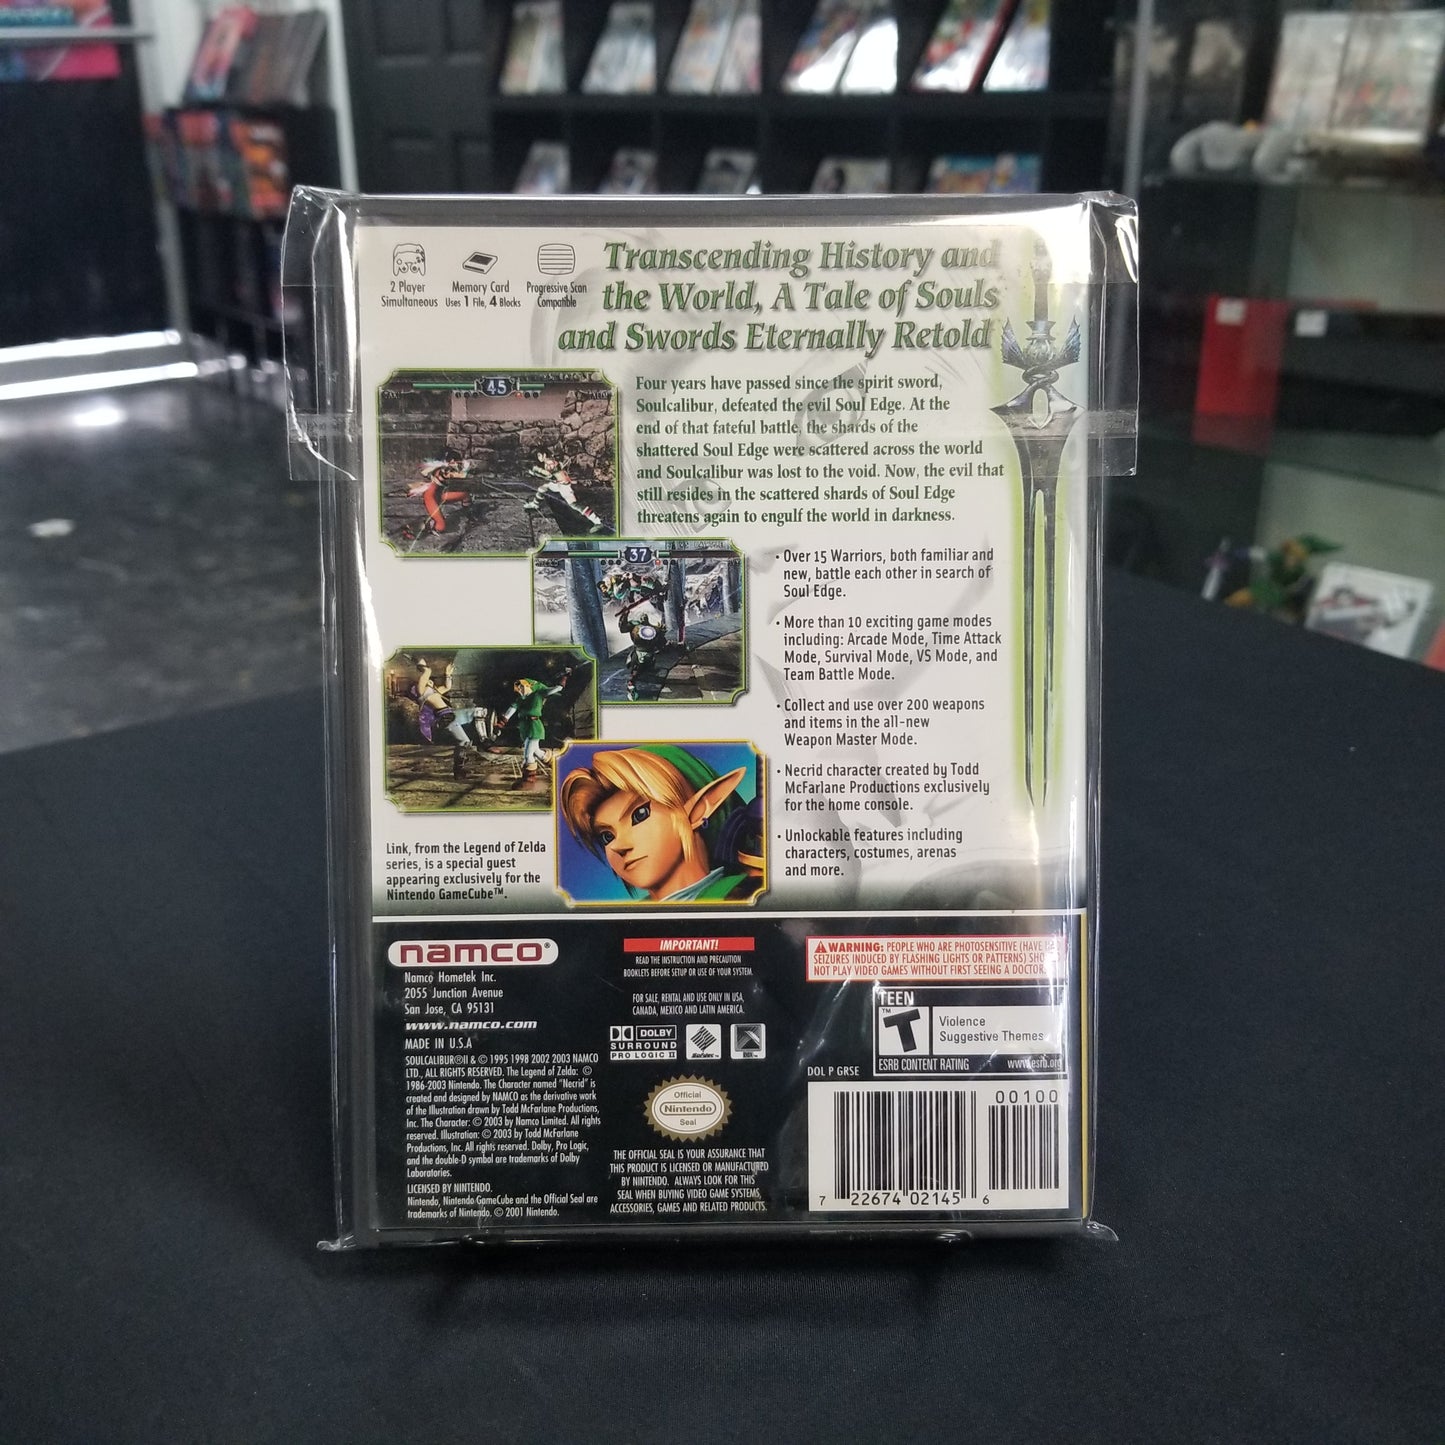 2 Player
Simultaneous
Memory Card
Uses 1 File, 4 Blocks
Progressive Scan
Compatible
Transcending History and
the World, A Tale of Souls
and Swords Eternally Retold
45
Four years have passed since the spirit sword,
Soulcalibur, defeated the evil Soul Edge. At the
end of that fateful battle, the shards of the
shattered Soul Edge were scattered across the world
and Soulcalibur was lost to the void. Now, the evil that
still resides in the scattered shards of Soul Edge
threatens again to engulf the world in darkness.
37
• Over 15 Warriors, both familiar and
new, battle each other in search of
Soul Edge.
• More than 10 exciting game modes
including: Arcade Mode, Time Attack
Mode, Survival Mode, VS Mode, and
Team Battle Mode.
• Collect and use over 200 weapons
and items in the all-new
Weapon Master Mode.
• Necrid character created by Todd
McFarlane Productions exclusively
for the home console.
• Unlockable features including
characters, costumes, arenas
and more.
Link, from the Legend of Zelda
series, is a special guest
appearing exclusively for the
Nintendo GameCube™.
namco®
Namco Hometek Inc.
2055 Junction Avenue
San Jose, CA 95131
www.namco.com
MADE IN U.S.A
SOULCALIBUR®II & © 1995 1998 2002 2003 NAMCO
LTD., ALL RIGHTS RESERVED. The Legend of Zelda: ©
1986-2003 Nintendo. The Character named "Necrid" is
created and designed by NAMCO as the derivative work
of the Illustration drawn by Todd McFarlane Productions,
Inc. The Character: © 2003 by Namco Limited. All rights
reserved. Illustration: © 2003 by Todd McFarlane
Productions, Inc. All rights reserved. Dolby, Pro Logic,
and the double-D symbol are trademarks of Dolby
Laboratories.
LICENSED BY NINTENDO.
Nintendo, Nintendo GameCube and the Official Seal are
trademarks of Nintendo. © 2001 Nintendo.
IMPORTANT!
READ THE INSTRUCTION AND PRECAUTION
BOOKLETS BEFORE SETUP OR USE OF YOUR SYSTEM.
FOR SALE, RENTAL AND USE ONLY IN USA,
CANADA, MEXICO AND LATIN AMERICA.
DOLBY
SURROUND
PRO LOGIC II
Official
Nintendo
Seal
THE OFFICIAL SEAL IS YOUR ASSURANCE THAT
THIS PRODUCT IS LICENSED OR MANUFACTURED
BY NINTENDO. ALWAYS LOOK FOR THIS
SEAL WHEN BUYING VIDEO GAME SYSTEMS,
ACCESSORIES, GAMES AND RELATED PRODUCTS.
WARNING: PEOPLE WHO ARE PHOTOSENSITIVE (HAVE HAD
SEIZURES INDUCED BY FLASHING LIGHTS OR PATTERNS) SHO
NOT PLAY VIDEO GAMES WITHOUT FIRST SEEING A DOCTOR.
TEEN
T™
Violence
Suggestive Themes
ESRB CONTENT RATING www.esrb.org
DOL P GRSE
00100
7 22674 02145 6